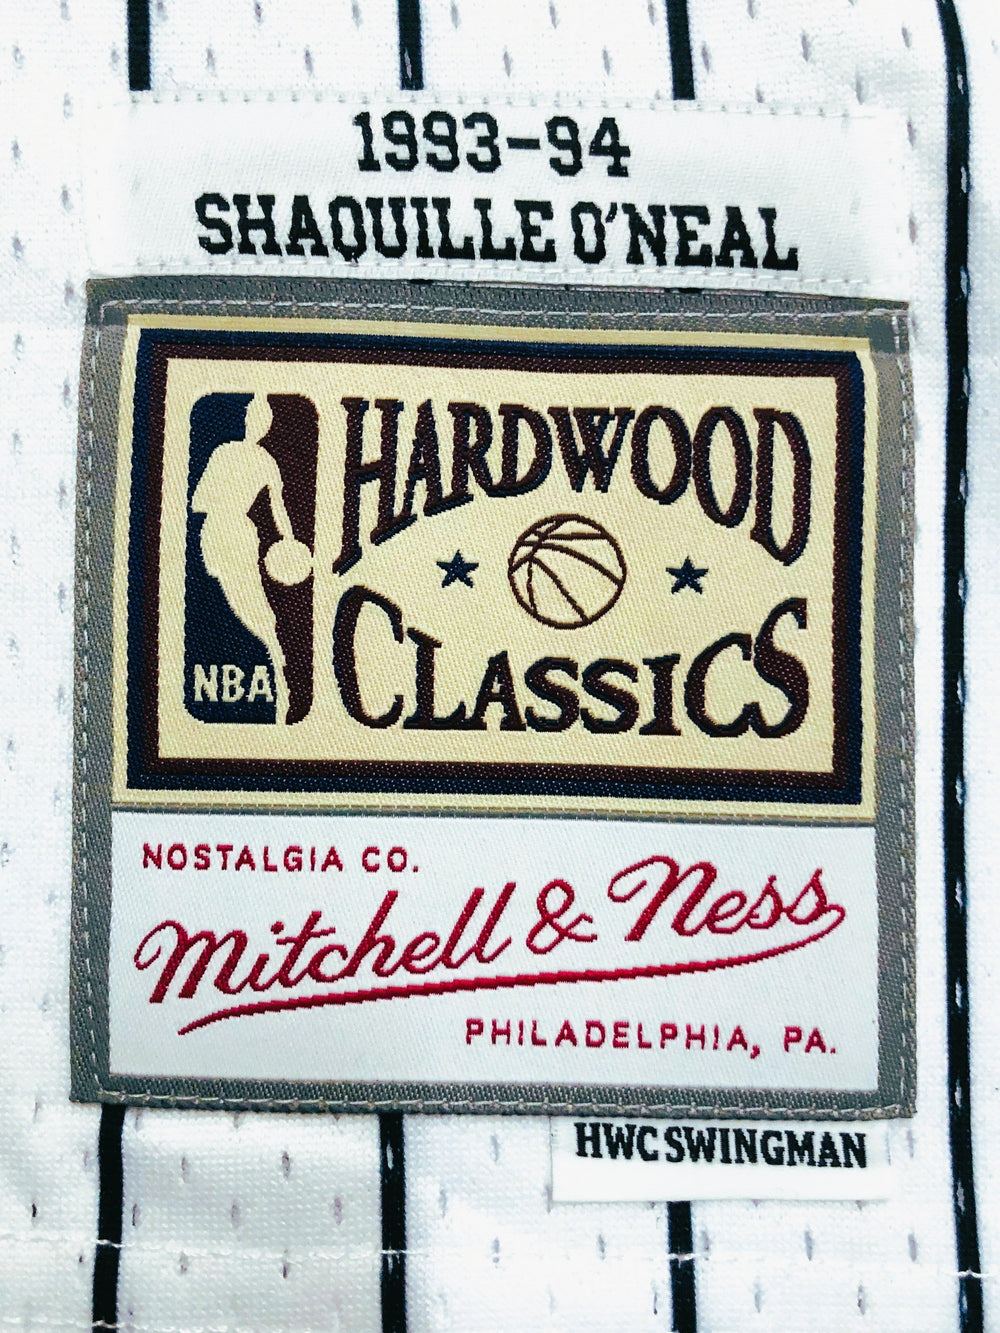 1993-94
SHAQUILLE O'NEAL
HARDWOOD
CLASSICS
NBA
NOSTALGIA CO.
Mitchell & Ness
PHILADELPHIA, PA.
HWC SWINGMAN